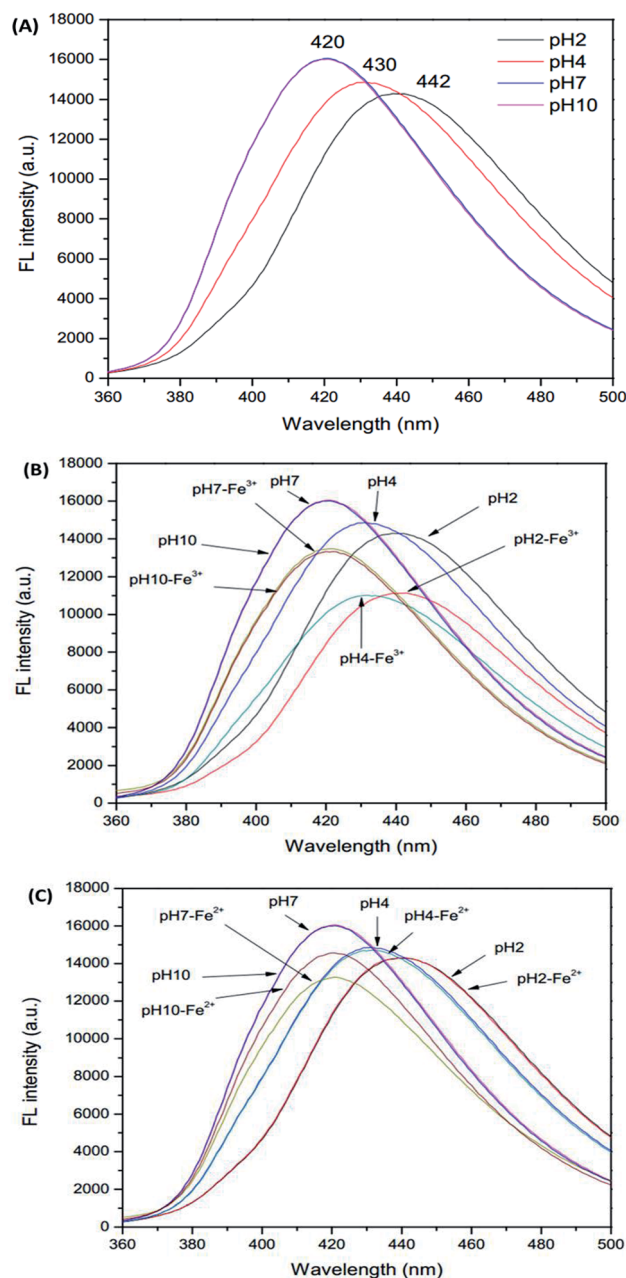 (A)
18000
16000
14000
12000
10000
8000
6000
4000
2000
0
FL intensity (a.u.)
420
430
442
pH2
pH4
pH7
pH10
360 380 400 420 440 460 480 500
Wavelength (nm)
(B)
18000
16000
14000
12000
10000
8000
6000
4000
2000
0
FL intensity (a.u.)
pH7-Fe³⁺
pH7
pH4
pH2
pH10
pH2-Fe³⁺
pH10-Fe³⁺
pH4-Fe³⁺
360 380 400 420 440 460 480 500
Wavelength (nm)
(C)
18000
16000
14000
12000
10000
8000
6000
4000
2000
0
FL intensity (a.u.)
pH7
pH4
pH7-Fe²⁺
pH4-Fe²⁺
pH2
pH10
pH2-Fe²⁺
pH10-Fe²⁺
360 380 400 420 440 460 480 500
Wavelength (nm)